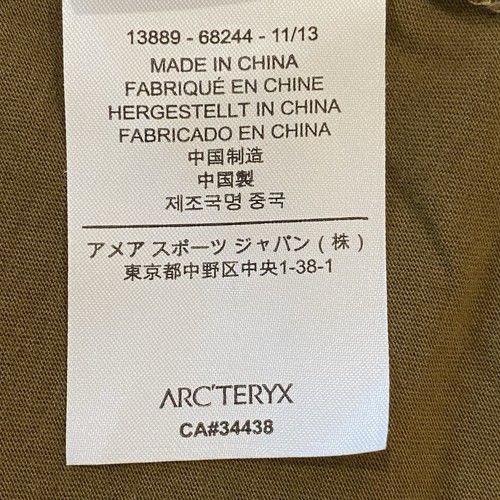 13889 - 68244 - 11/13
MADE IN CHINA
FABRIQUÉ EN CHINE
HERGESTELLT IN CHINA
FABRICADO EN CHINA
中国制造
中国製
제조국명 중국
アメア スポーツ ジャパン ( 株 )
東京都中野区中央1-38-1
ARC'TERYX
CA#34438